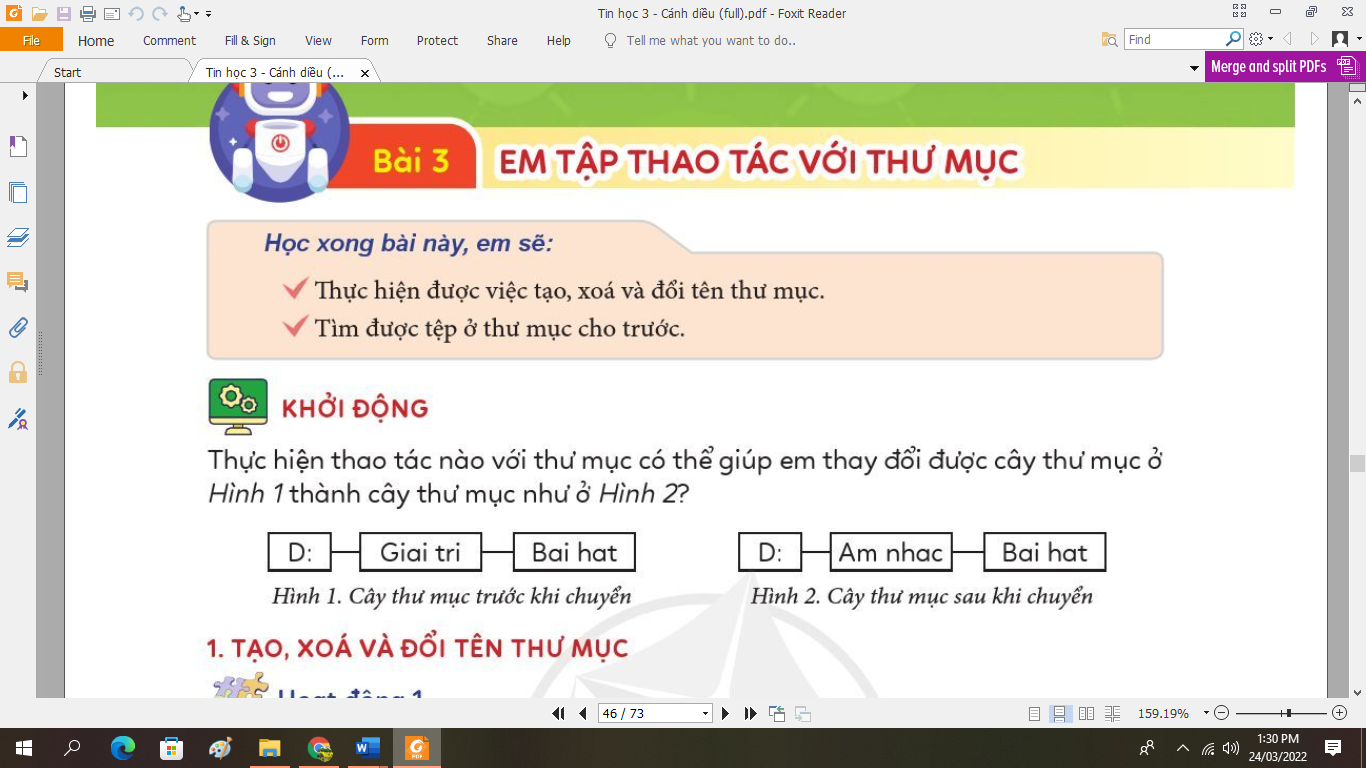 Tin học 3 - Cánh diều (full).pdf - Foxit Reader
File Home Comment Fill & Sign View Form Protect Share Help Tell me what you want to do.. Find
Start Tin học 3 - Cánh diều (... × Merge and split PDFs
Bài 3 EM TẬP THAO TÁC VỚI THƯ MỤC
Học xong bài này, em sẽ:
Thực hiện được việc tạo, xoá và đổi tên thư mục.
Tìm được tệp ở thư mục cho trước.
KHỞI ĐỘNG
Thực hiện thao tác nào với thư mục có thể giúp em thay đổi được cây thư mục ở
Hình 1 thành cây thư mục như ở Hình 2?
D: Giai tri Bai hat D: Am nhac Bai hat
Hình 1. Cây thư mục trước khi chuyển Hình 2. Cây thư mục sau khi chuyển
1. TẠO, XOÁ VÀ ĐỔI TÊN THƯ MỤC
Hoạt động 1
46 / 73 159.19%
1:30 PM
24/03/2022